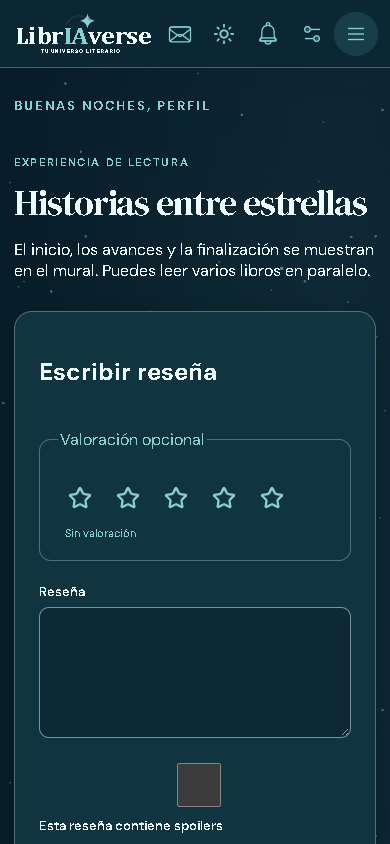 LibrIAverse
TU UNIVERSO LITERARIO
BUENAS NOCHES, PERFIL
EXPERIENCIA DE LECTURA
Historias entre estrellas
El inicio, los avances y la finalización se muestran
en el mural. Puedes leer varios libros en paralelo.
Escribir reseña
Valoración opcional
Sin valoración
Reseña
Esta reseña contiene spoilers